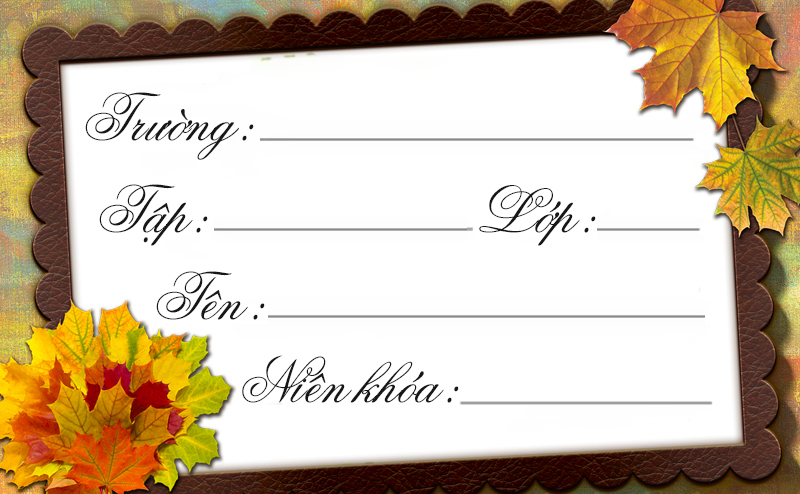 Trường :
Tập : Lớp :
Tên :
Niên khóa :